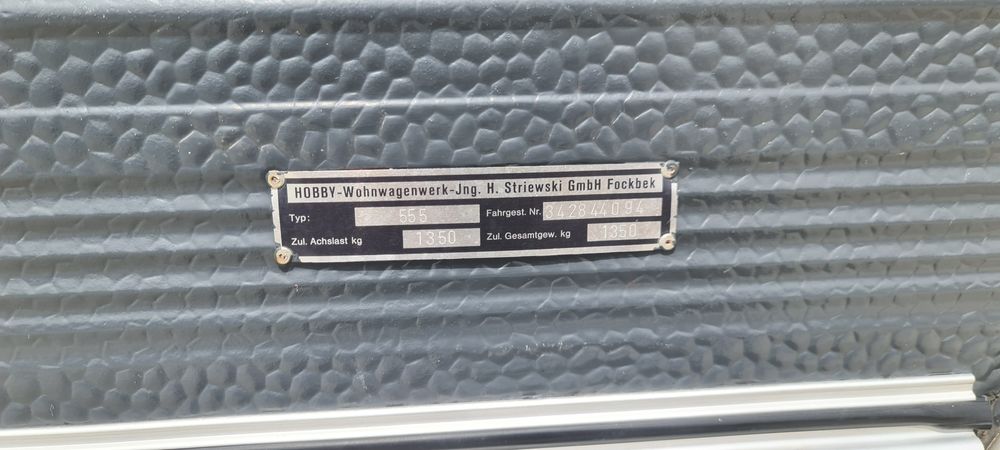 HOBBY-Wohnwagenwerk-Jng. H. Striewski GmbH Fockbek
Typ: 555 Fahrgest. Nr. 342844094
Zul. Achslast kg 1350 Zul. Gesamtgew. kg 1350